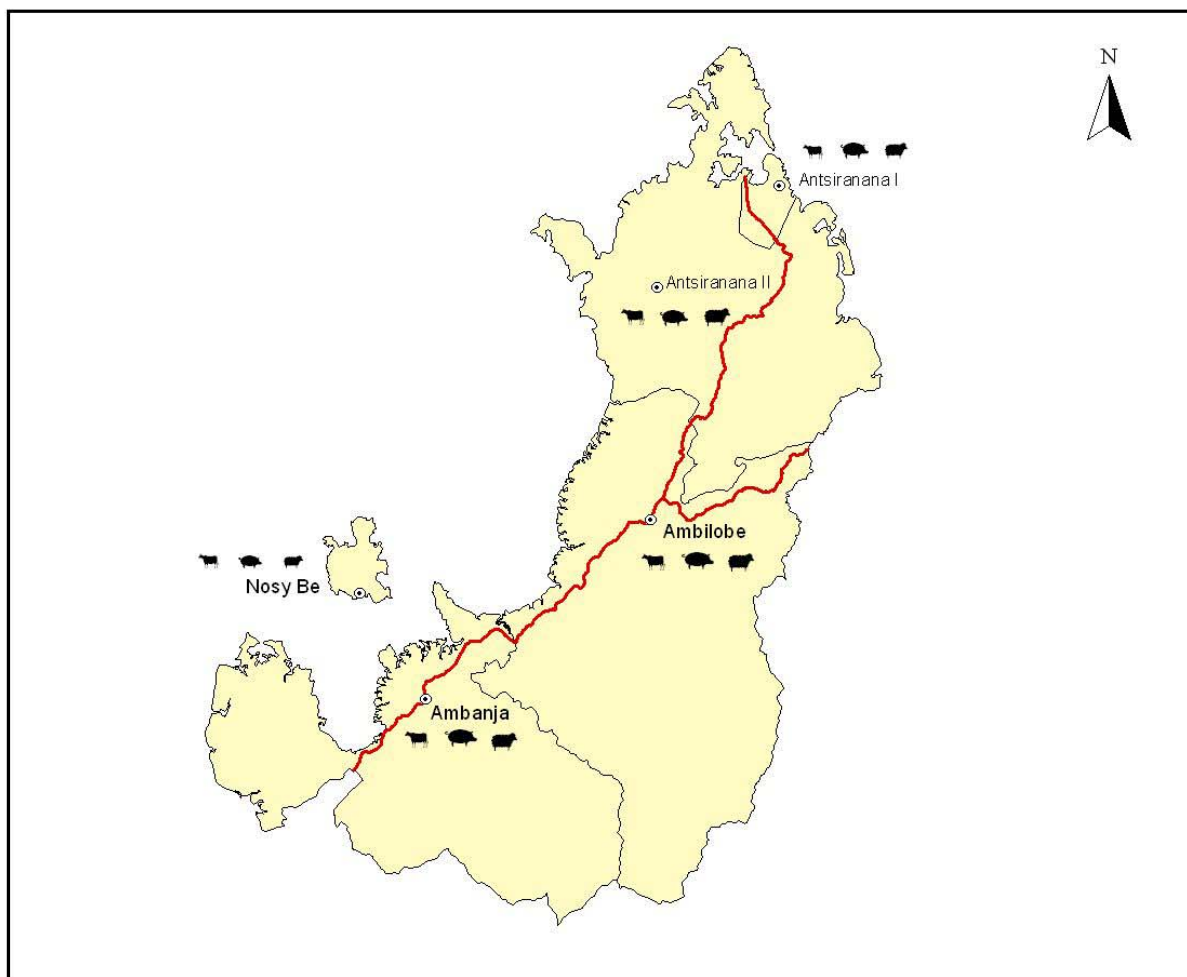 N
Antsiranana I
Antsiranana II
Ambilobe
Nosy Be
Ambanja